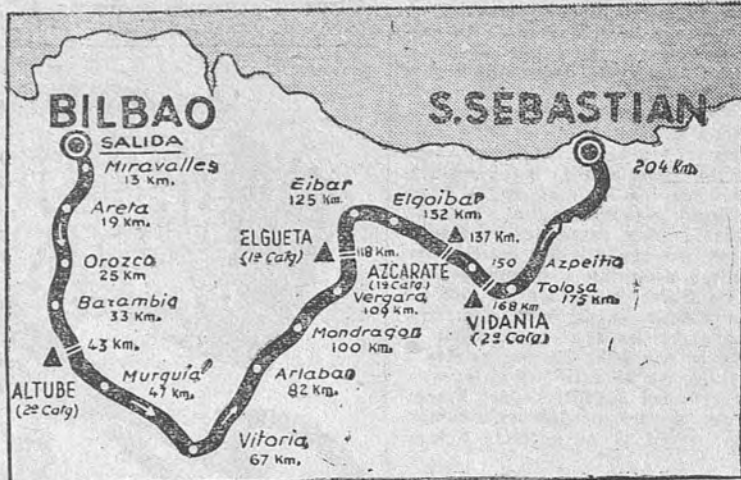 BILBAO
SALIDA
Miravalles
13 Km.
Areta
19 Km.
Orozco
25 Km
Barambio
33 Km.
43 Km.
ALTUBE
(2ª Catg)
Murguia
47 Km.
Vitoria
67 Km.
Arlaban
82 Km.
Mondragon
100 Km.
Vergara
109 Km.
118 Km.
ELGUETA
(1ª Catg)
Eibar
125 Km.
Elgoibar
132 Km.
137 Km.
AZCARATE
(1ª Catg.)
150
Azpeitia
168 Km
VIDANIA
(2ª Catg)
Tolosa
175 Km.
S. SEBASTIAN
204 Km.